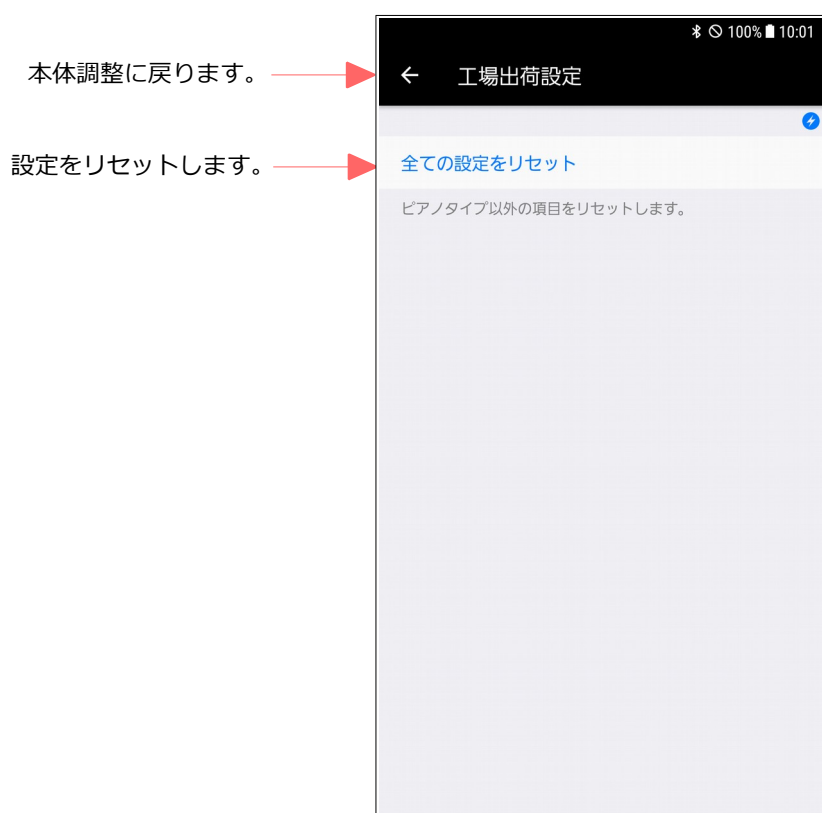 100% 10:01
本体調整に戻ります。
工場出荷設定
設定をリセットします。
全ての設定をリセット
ピアノタイプ以外の項目をリセットします。